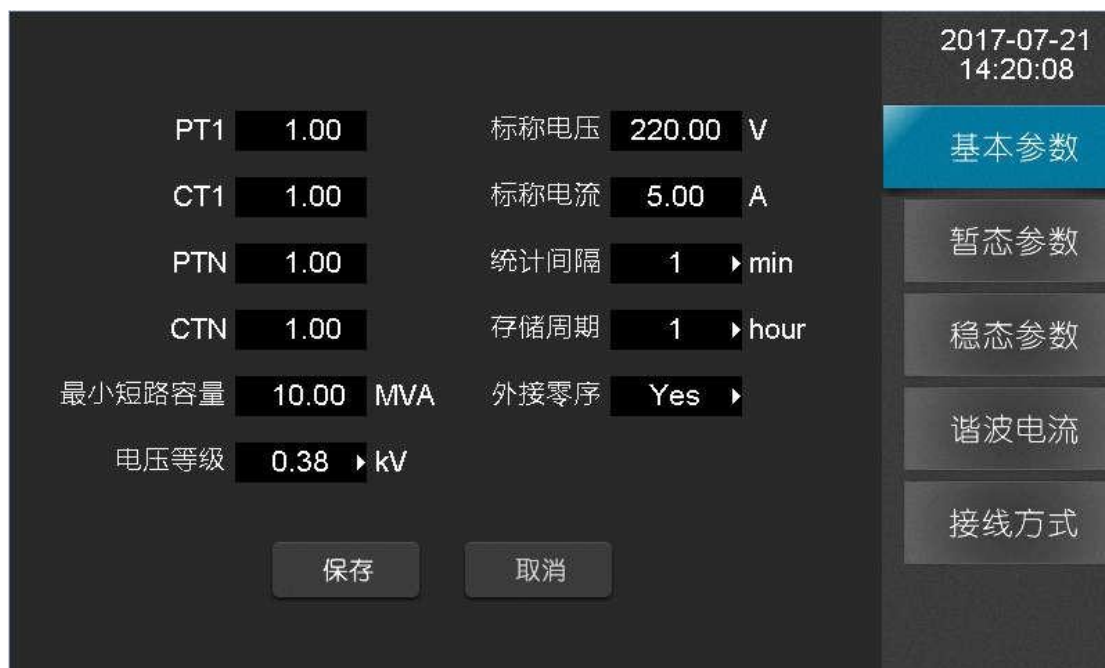 2017-07-21
14:20:08
PT1 1.00 标称电压 220.00 V
CT1 1.00 标称电流 5.00 A
PTN 1.00 统计间隔 1 min
CTN 1.00 存储周期 1 hour
最小短路容量 10.00 MVA 外接零序 Yes
电压等级 0.38 kV
保存 取消
基本参数
暂态参数
稳态参数
谐波电流
接线方式